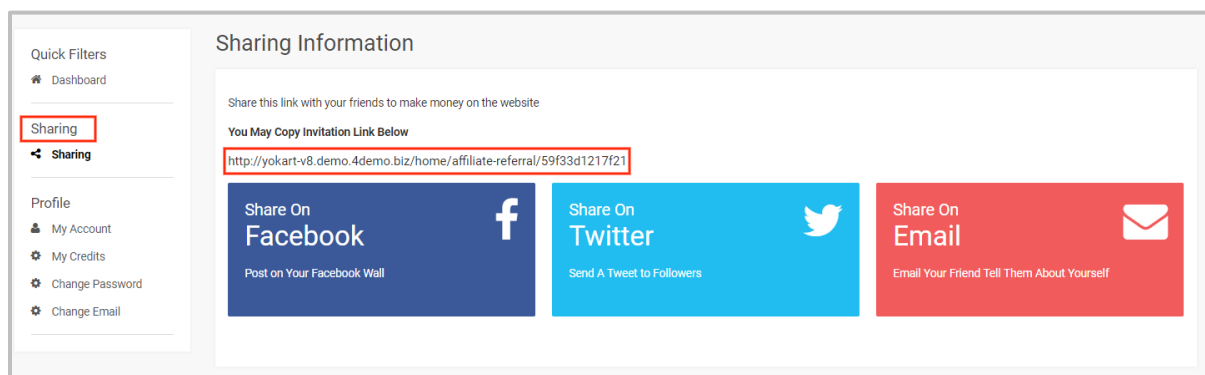 Quick Filters
Dashboard
Sharing
Sharing
Profile
My Account
My Credits
Change Password
Change Email
Sharing Information
Share this link with your friends to make money on the website
You May Copy Invitation Link Below
http://yokart-v8.demo.4demo.biz/home/affiliate-referral/59f33d1217f21
Share On
Facebook
Post on Your Facebook Wall
Share On
Twitter
Send A Tweet to Followers
Share On
Email
Email Your Friend Tell Them About Yourself